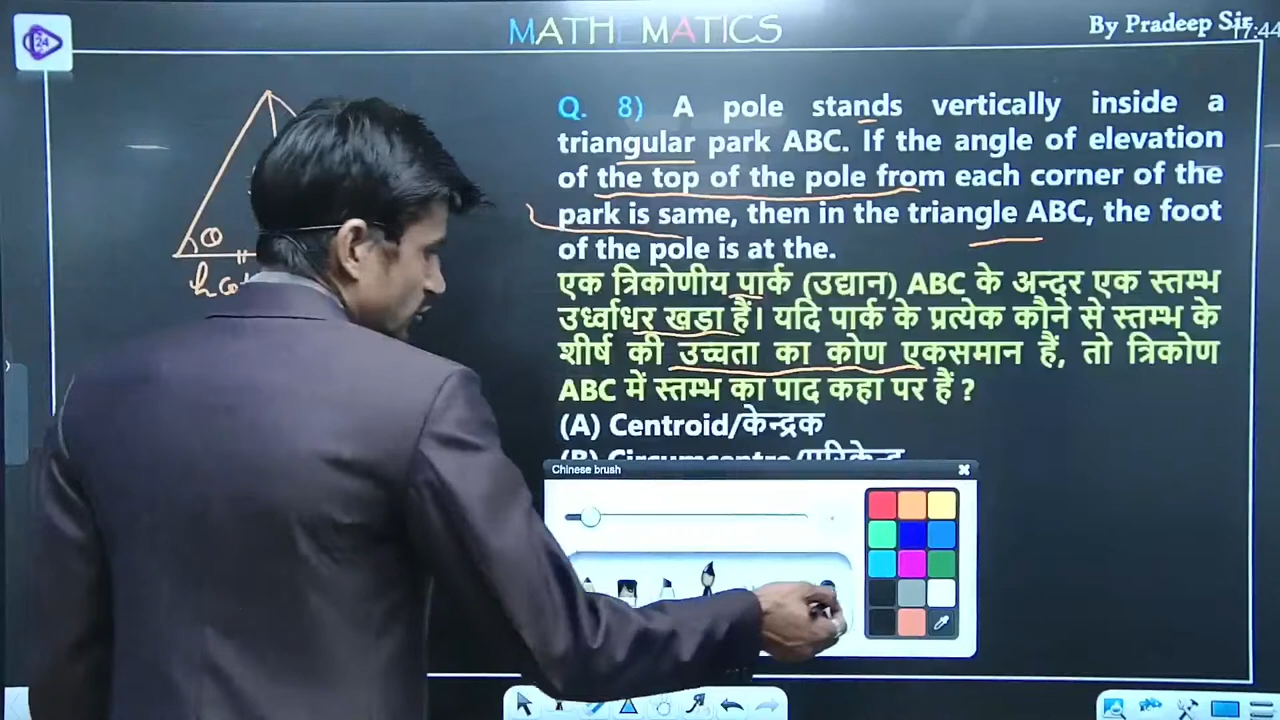 MATHEMATICS
By Pradeep Sir
17:44
24
Q. 8) A pole stands vertically inside a
triangular park ABC. If the angle of elevation
of the top of the pole from each corner of the
park is same, then in the triangle ABC, the foot
of the pole is at the.
एक त्रिकोणीय पार्क (उद्यान) ABC के अन्दर एक स्तम्भ
उर्ध्वाधर खडा हैं। यदि पार्क के प्रत्येक कौने से स्तम्भ के
शीर्ष की उच्चता का कोण एकसमान हैं, तो त्रिकोण
ABC में स्तम्भ का पाद कहा पर हैं ?
(A) Centroid/केन्द्रक
(B) Circumcentre/परिकेन्द्र
Chinese brush
θ